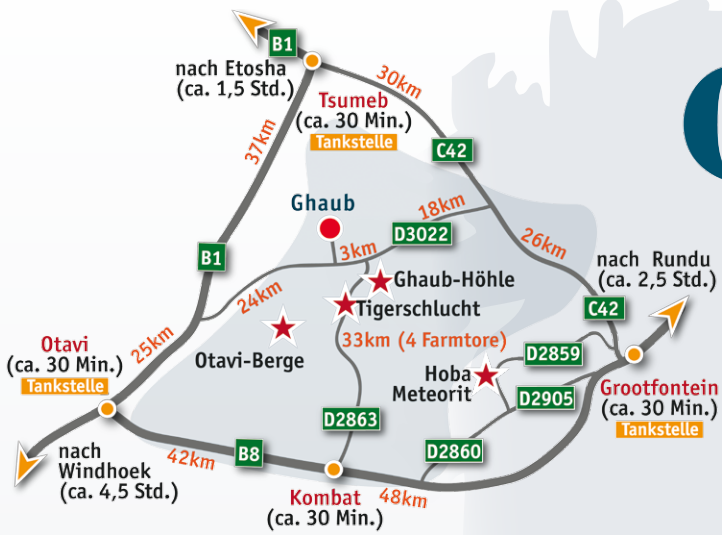 B1
nach Etosha
(ca. 1,5 Std.)
30km
Tsumeb
(ca. 30 Min.)
Tankstelle
37km
C42
Ghaub
18km
D3022
3km
26km
B1
nach Rundu
(ca. 2,5 Std.)
Ghaub-Höhle
24km
Tigerschlucht
C42
25km
Otavi
(ca. 30 Min.)
Tankstelle
Otavi-Berge
33km (4 Farmtore)
D2859
Hoba
Meteorit
Grootfontein
(ca. 30 Min.)
Tankstelle
D2905
D2863
nach
Windhoek
(ca. 4,5 Std.)
42km
B8
D2860
Kombat
(ca. 30 Min.)
48km